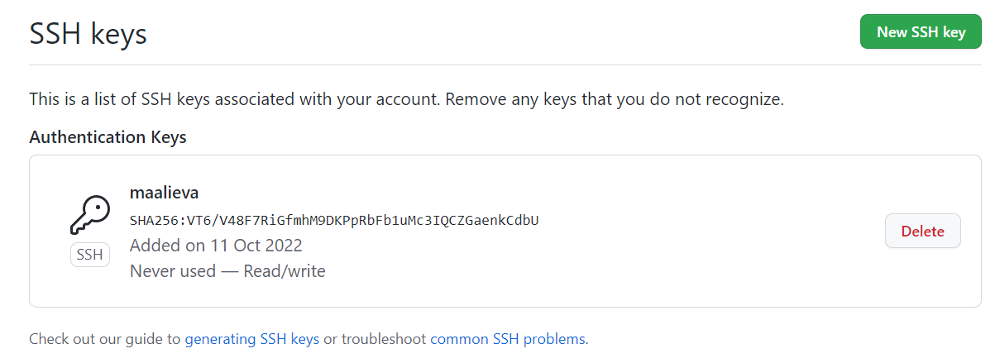 SSH keys
New SSH key
This is a list of SSH keys associated with your account. Remove any keys that you do not recognize.
Authentication Keys
maalieva
SHA256:VT6/V48F7RiGfmhM9DKPpRbFb1uMc3IQCZGaenkCdbU
Added on 11 Oct 2022
SSH
Never used — Read/write
Delete
Check out our guide to generating SSH keys or troubleshoot common SSH problems.